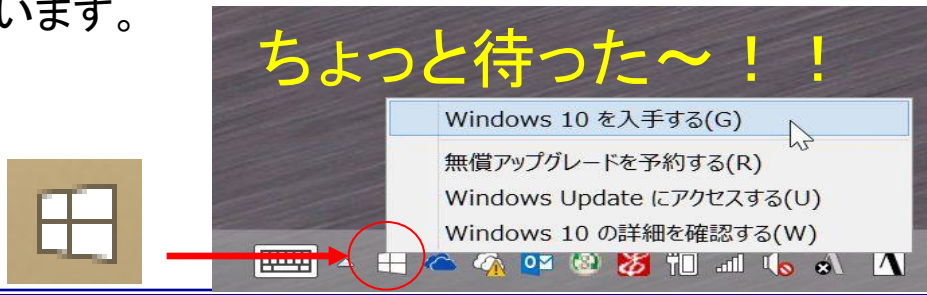 います。
ちょっと待った～！！
Windows 10 を入手する(G)
無償アップグレードを予約する(R)
Windows Update にアクセスする(U)
Windows 10 の詳細を確認する(W)